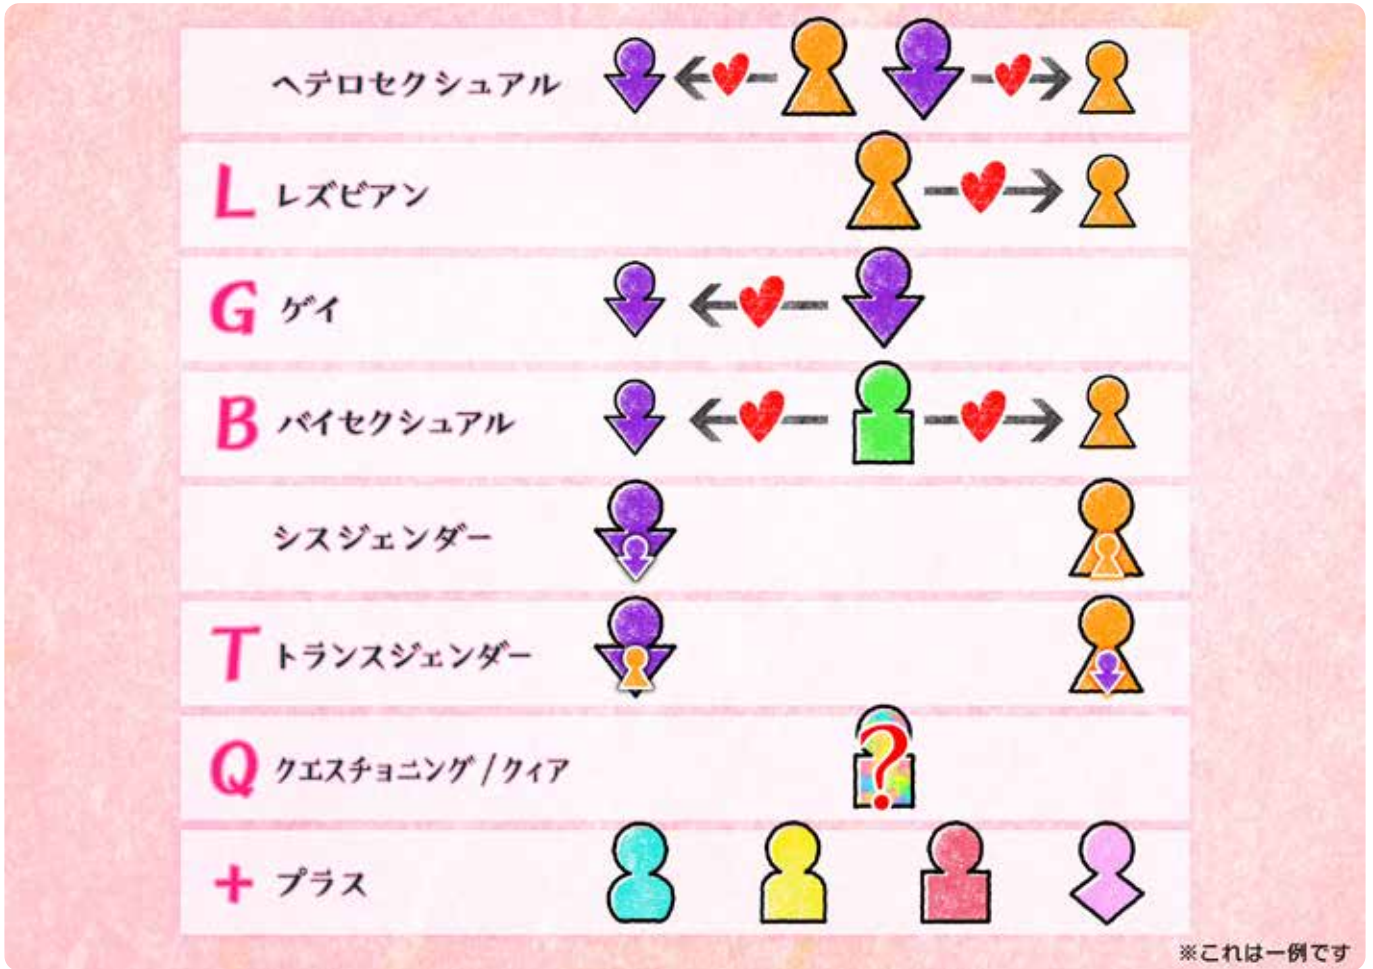 ヘテロセクシュアル
L レズビアン
G ゲイ
B バイセクシュアル
シスジェンダー
T トランスジェンダー
Q クエスチョニング / クィア
?
+ プラス
※これは一例です